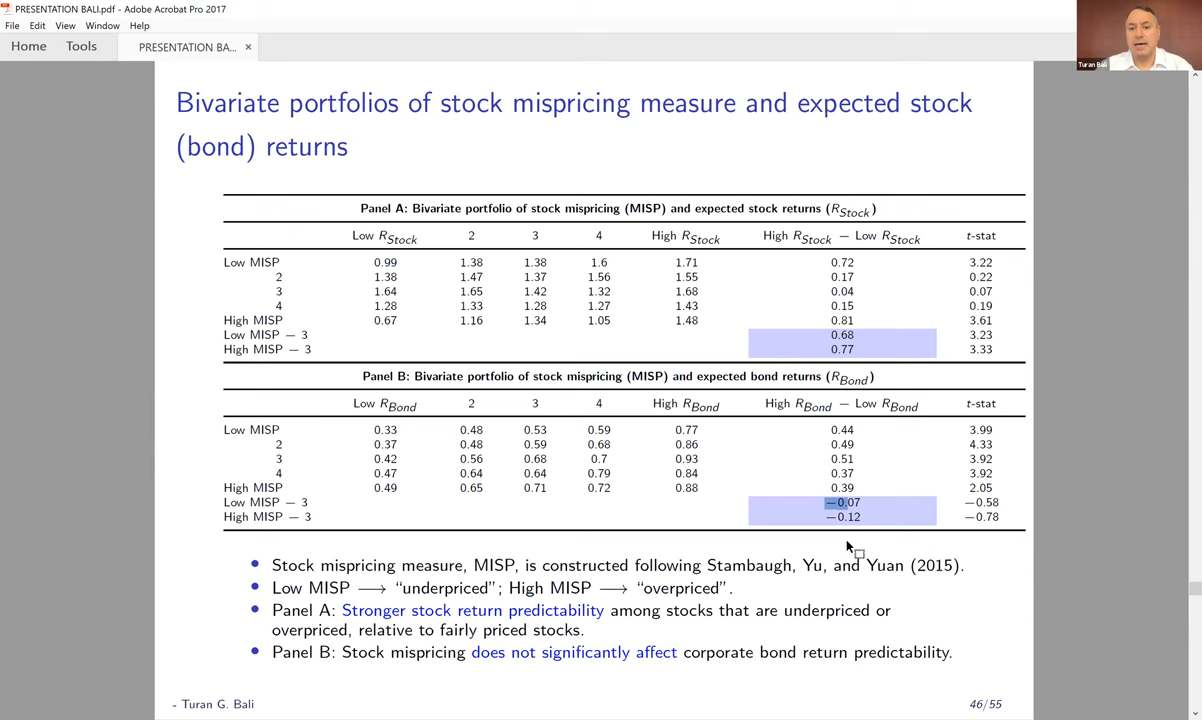 PRESENTATION BALI.pdf - Adobe Acrobat Pro 2017
File Edit View Window Help
Home Tools PRESENTATION BA... ×
Turan Bali
Bivariate portfolios of stock mispricing measure and expected stock
(bond) returns
Panel A: Bivariate portfolio of stock mispricing (MISP) and expected stock returns (R_Stock)
Low R_Stock 2 3 4 High R_Stock High R_Stock − Low R_Stock t-stat
Low MISP 0.99 1.38 1.38 1.6 1.71 0.72 3.22
2 1.38 1.47 1.37 1.56 1.55 0.17 0.22
3 1.64 1.65 1.42 1.32 1.68 0.04 0.07
4 1.28 1.33 1.28 1.27 1.43 0.15 0.19
High MISP 0.67 1.16 1.34 1.05 1.48 0.81 3.61
Low MISP − 3 0.68 3.23
High MISP − 3 0.77 3.33
Panel B: Bivariate portfolio of stock mispricing (MISP) and expected bond returns (R_Bond)
Low R_Bond 2 3 4 High R_Bond High R_Bond − Low R_Bond t-stat
Low MISP 0.33 0.48 0.53 0.59 0.77 0.44 3.99
2 0.37 0.48 0.59 0.68 0.86 0.49 4.33
3 0.42 0.56 0.68 0.7 0.93 0.51 3.92
4 0.47 0.64 0.64 0.79 0.84 0.37 3.92
High MISP 0.49 0.65 0.71 0.72 0.88 0.39 2.05
Low MISP − 3 −0.07 −0.58
High MISP − 3 −0.12 −0.78
• Stock mispricing measure, MISP, is constructed following Stambaugh, Yu, and Yuan (2015).
• Low MISP ⟶ “underpriced”; High MISP ⟶ “overpriced”.
• Panel A: Stronger stock return predictability among stocks that are underpriced or
overpriced, relative to fairly priced stocks.
• Panel B: Stock mispricing does not significantly affect corporate bond return predictability.
- Turan G. Bali 46/55